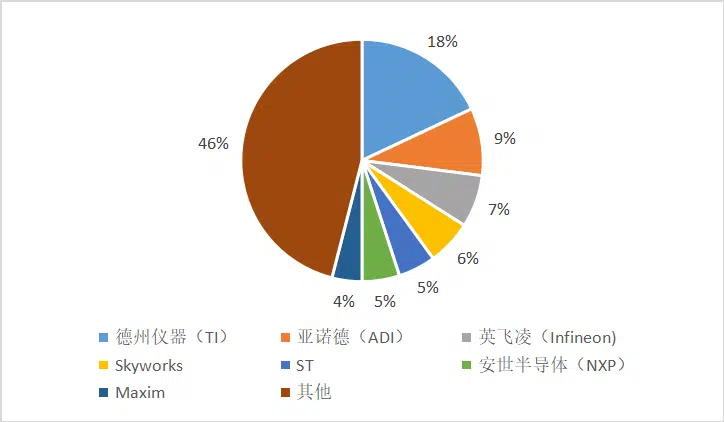 18%
9%
7%
6%
5%
5%
4%
46%
德州仪器（TI）
亚诺德（ADI）
英飞凌（Infineon)
Skyworks
ST
安世半导体（NXP）
Maxim
其他